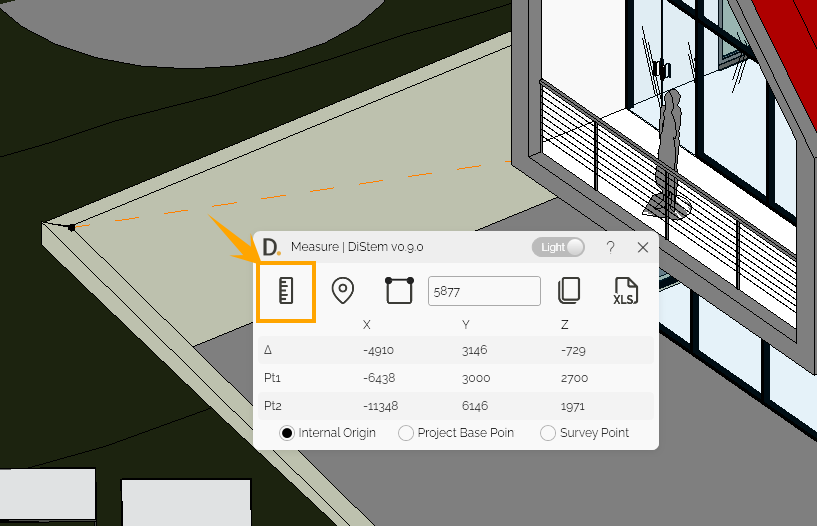 D. Measure | DiStem v0.9.0 Light ?
5877 XLS
X Y Z
Δ -4910 3146 -729
Pt1 -6438 3000 2700
Pt2 -11348 6146 1971
Internal Origin Project Base Poin Survey Point